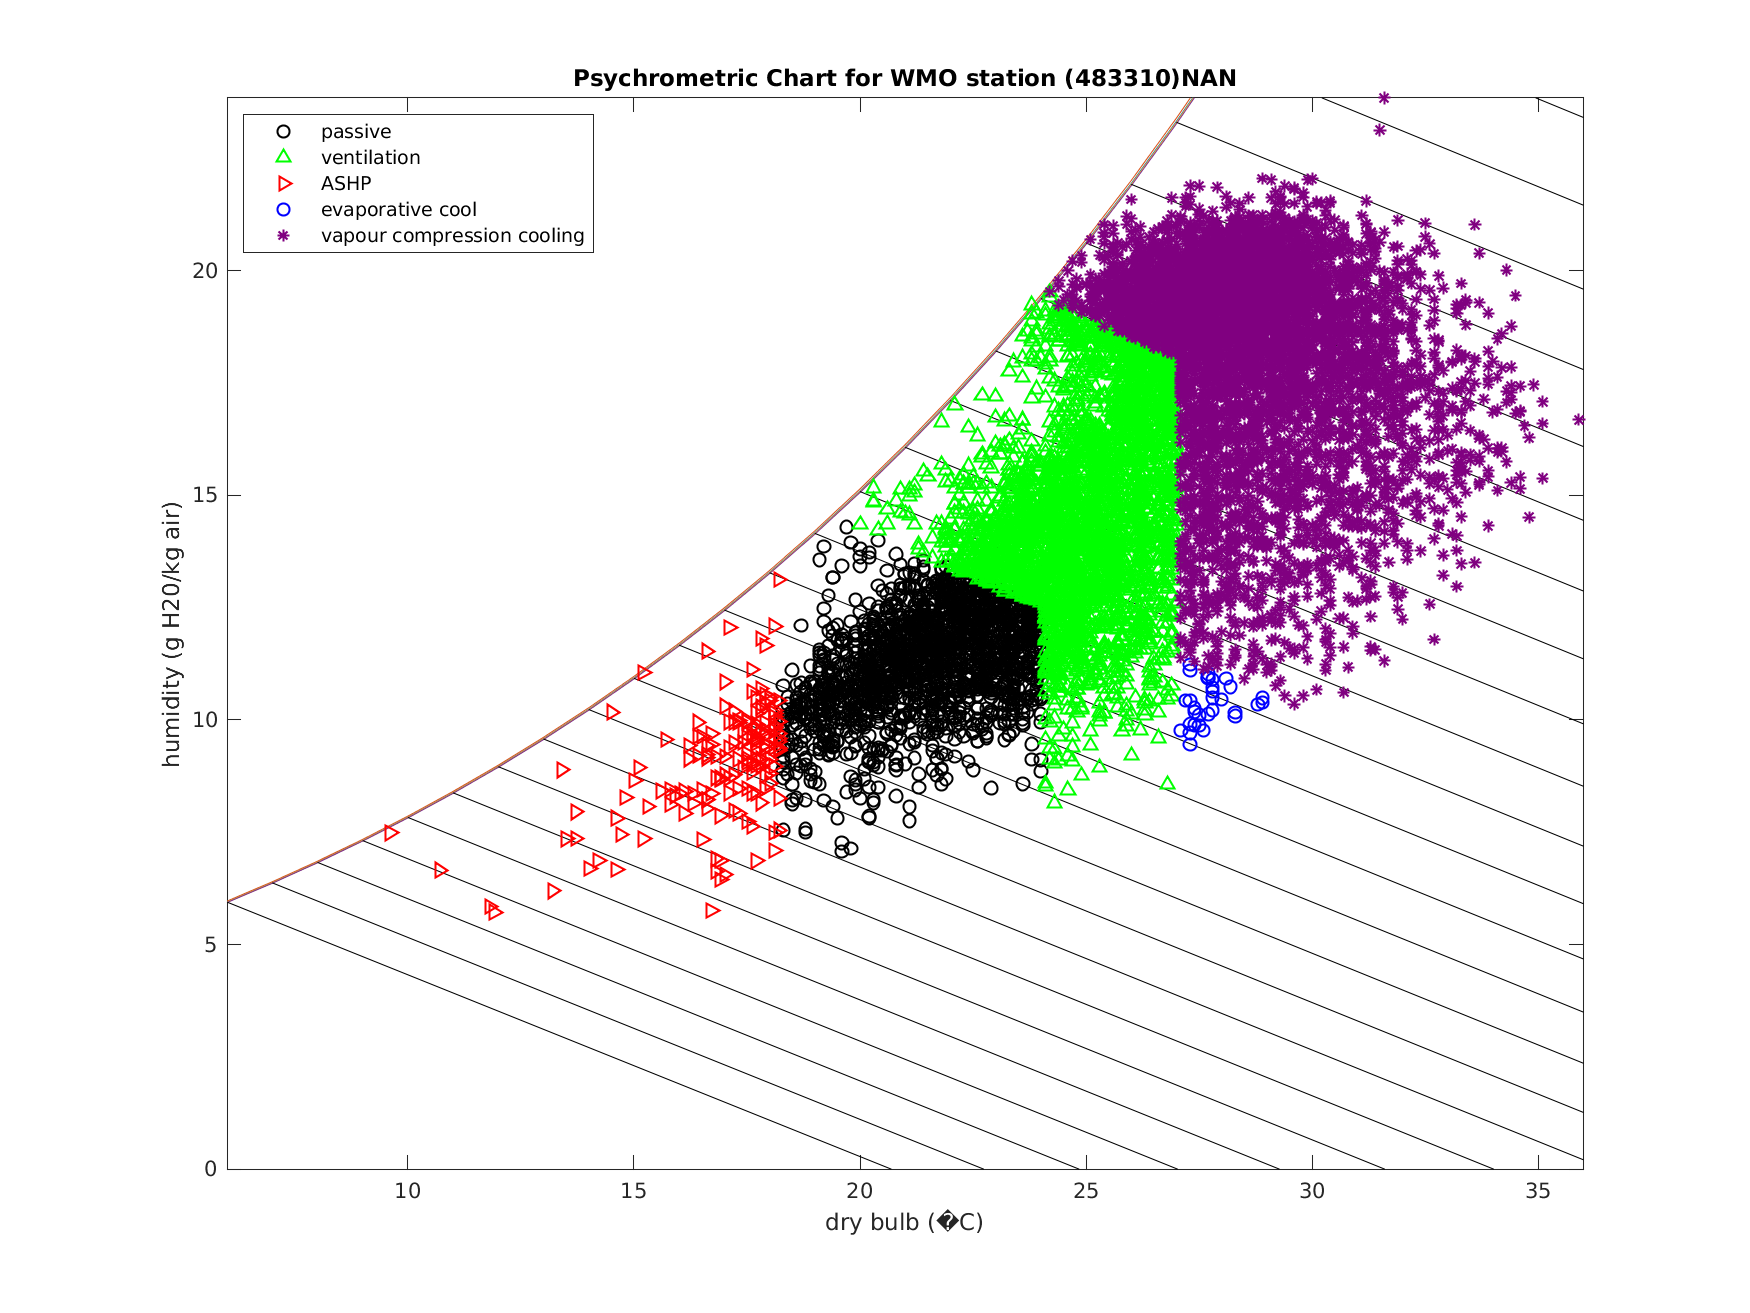 Psychrometric Chart for WMO station (483310)NAN
passive
ventilation
ASHP
evaporative cool
vapour compression cooling
humidity (g H20/kg air)
20
15
10
5
0
10 15 20 25 30 35
dry bulb (�C)